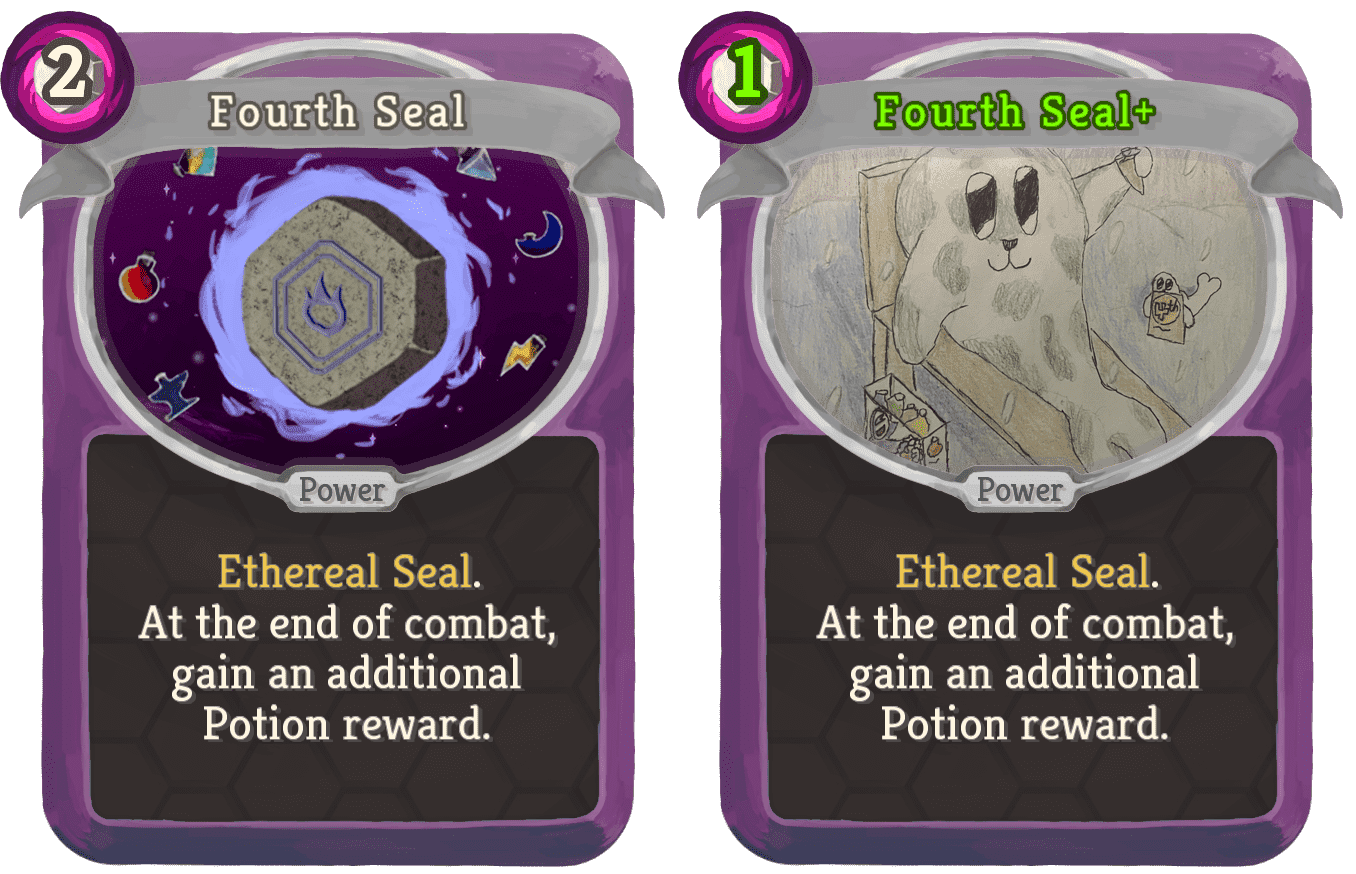 2
Fourth Seal
Power
Ethereal Seal.
At the end of combat,
gain an additional
Potion reward.
1
Fourth Seal+
Power
Ethereal Seal.
At the end of combat,
gain an additional
Potion reward.